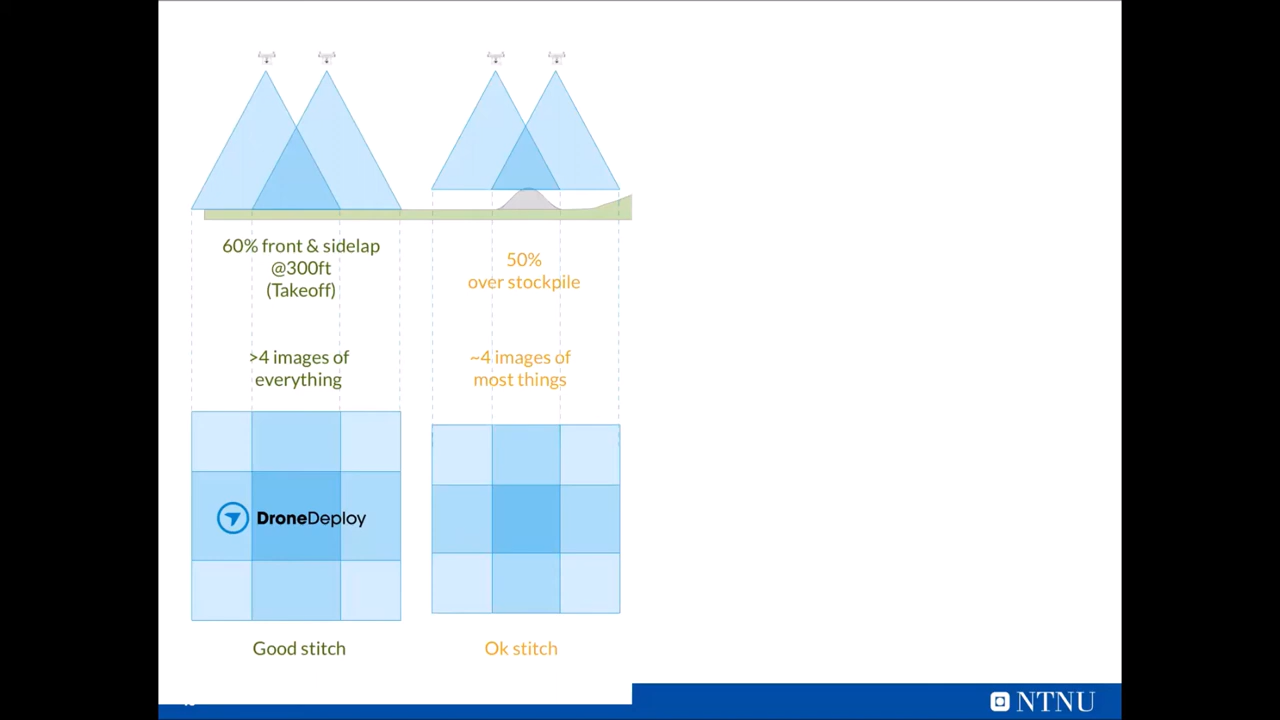 60% front & sidelap
@300ft
(Takeoff)
50%
over stockpile
>4 images of
everything
~4 images of
most things
DroneDeploy
Good stitch
Ok stitch
NTNU